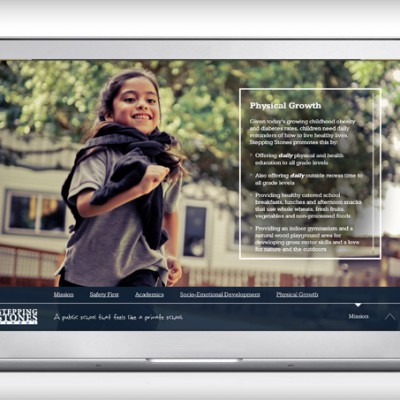 Physical Growth
Given today's growing childhood obesity
and diabetes rates, children need daily
reminders of how to live healthy lives.
Stepping Stones promotes this by:
Offering daily physical and health
education to all grade levels
Also offering daily outside recess time to
all grade levels
Providing healthy catered school
breakfasts, lunches and afternoon snacks
that use whole wheats, fresh fruits,
vegetables and non-processed foods
Providing an indoor gymnasium and a
natural wood playground area for
developing gross motor skills and a love
for nature and the outdoors
Mission Safety First Academics Socio-Emotional Development Physical Growth
STEPPING
STONES
A public school that feels like a private school
Mission